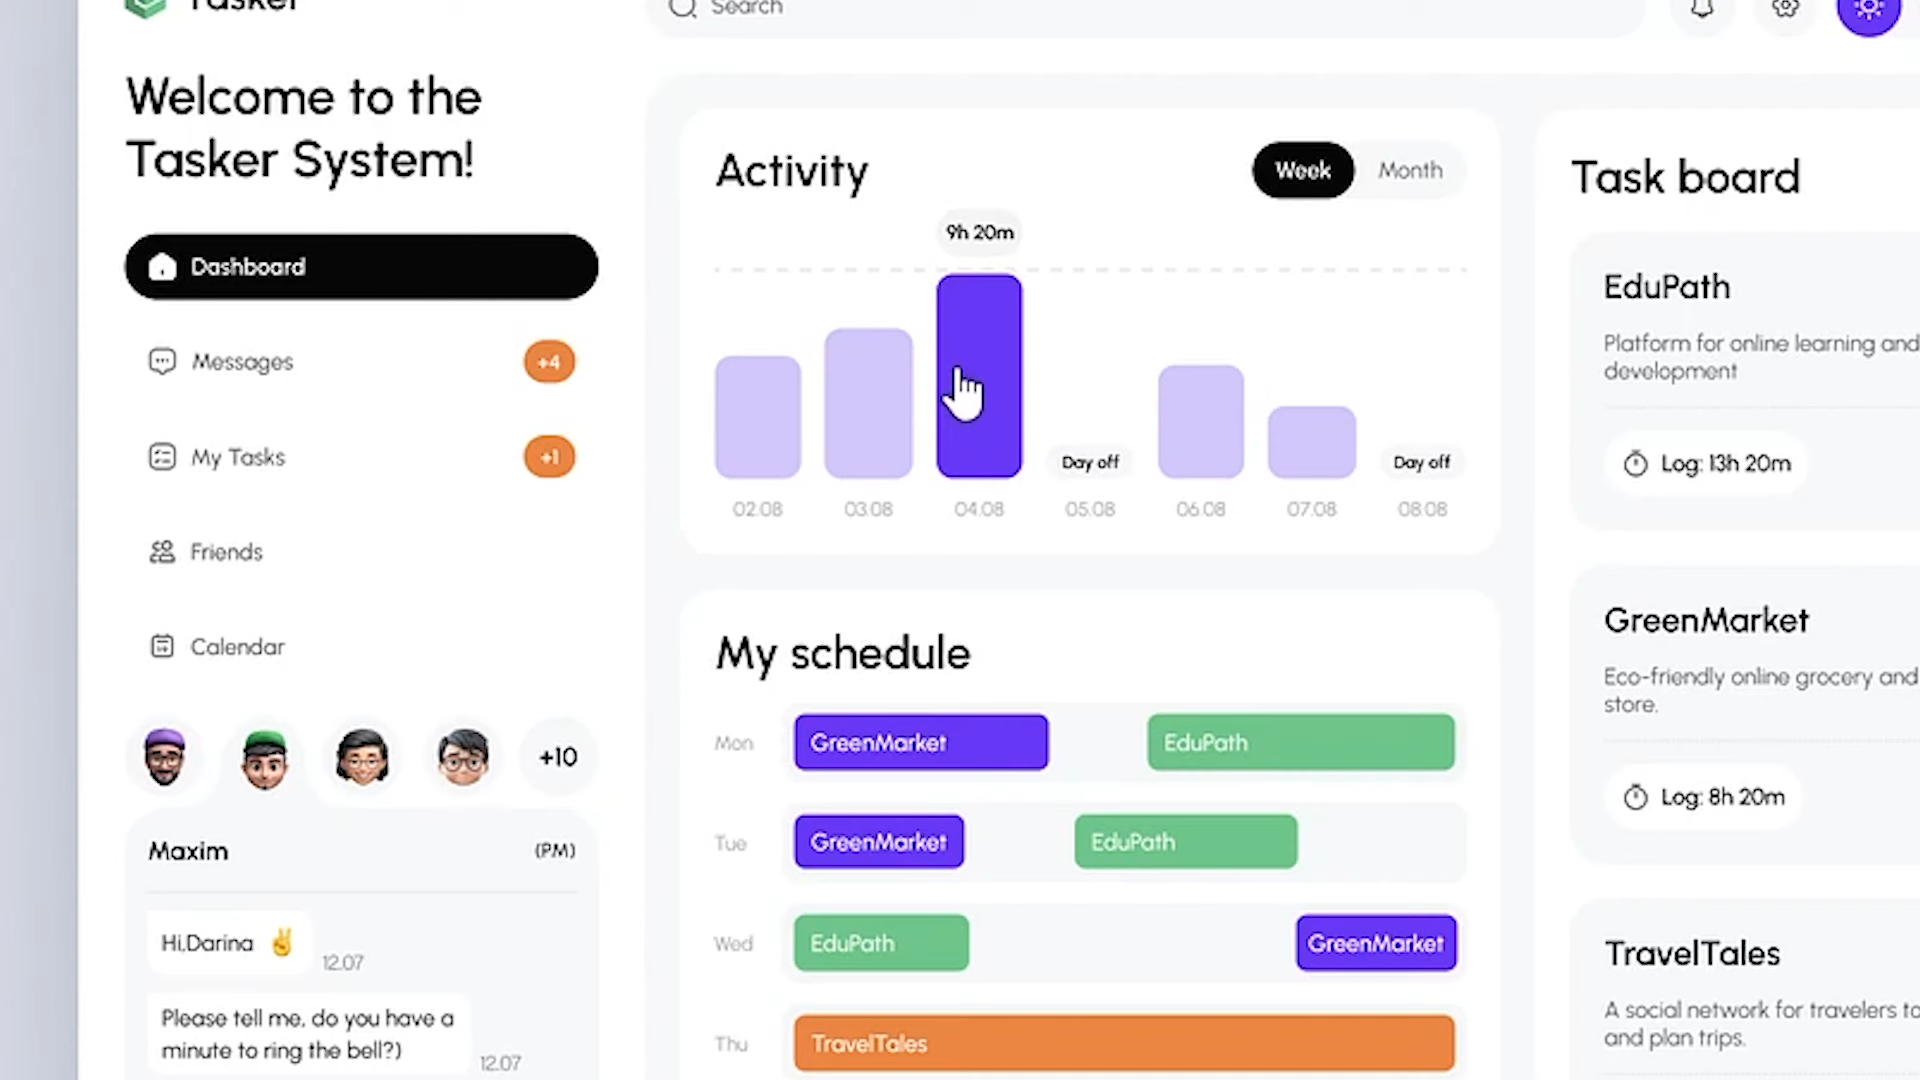 Tasker
Search
Welcome to the
Tasker System!
Dashboard
Messages
+4
My Tasks
+1
Friends
Calendar
+10
Maxim
(PM)
Hi,Darina ✌️
12.07
Please tell me, do you have a
minute to ring the bell?)
12.07
Activity
Week
Month
9h 20m
Day off
Day off
02.08
03.08
04.08
05.08
06.08
07.08
08.08
My schedule
Mon
GreenMarket
EduPath
Tue
GreenMarket
EduPath
Wed
EduPath
GreenMarket
Thu
TravelTales
Task board
EduPath
Platform for online learning and
development
Log: 13h 20m
GreenMarket
Eco-friendly online grocery and
store.
Log: 8h 20m
TravelTales
A social network for travelers to
and plan trips.